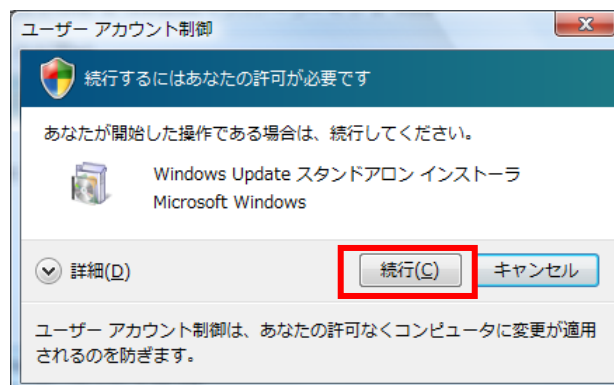 ユーザー アカウント制御
続行するにはあなたの許可が必要です
あなたが開始した操作である場合は、続行してください。
Windows Update スタンドアロン インストーラ
Microsoft Windows
詳細(D)
続行(C)
キャンセル
ユーザー アカウント制御は、あなたの許可なくコンピュータに変更が適用
されるのを防ぎます。